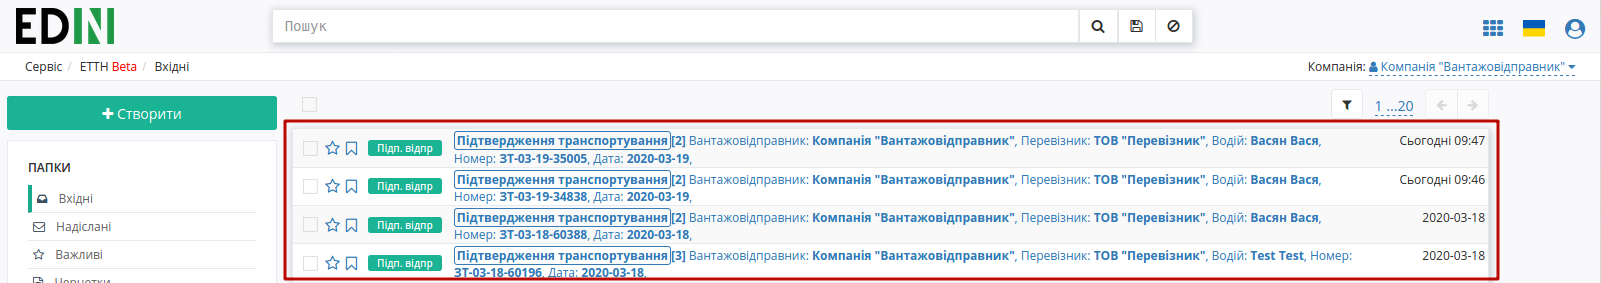 EDIN
Пошук
Сервіс / ЕТТН Beta / Вхідні
Компанія: Компанія "Вантажовідправник"
Створити
1 ...20
ПАПКИ
Вхідні
Надіслані
Важливі
Чернетки
Підп. відпр
Підтвердження транспортування [2] Вантажовідправник: Компанія "Вантажовідправник", Перевізник: ТОВ "Перевізник", Водій: Васян Вася,
Сьогодні 09:47
Номер: ЗТ-03-19-35005, Дата: 2020-03-19,
Підп. відпр
Підтвердження транспортування [2] Вантажовідправник: Компанія "Вантажовідправник", Перевізник: ТОВ "Перевізник", Водій: Васян Вася,
Сьогодні 09:46
Номер: ЗТ-03-19-34838, Дата: 2020-03-19,
Підп. відпр
Підтвердження транспортування [2] Вантажовідправник: Компанія "Вантажовідправник", Перевізник: ТОВ "Перевізник", Водій: Васян Вася,
2020-03-18
Номер: ЗТ-03-18-60388, Дата: 2020-03-18,
Підп. відпр
Підтвердження транспортування [3] Вантажовідправник: Компанія "Вантажовідправник", Перевізник: ТОВ "Перевізник", Водій: Test Test, Номер:
2020-03-18
ЗТ-03-18-60196, Дата: 2020-03-18,